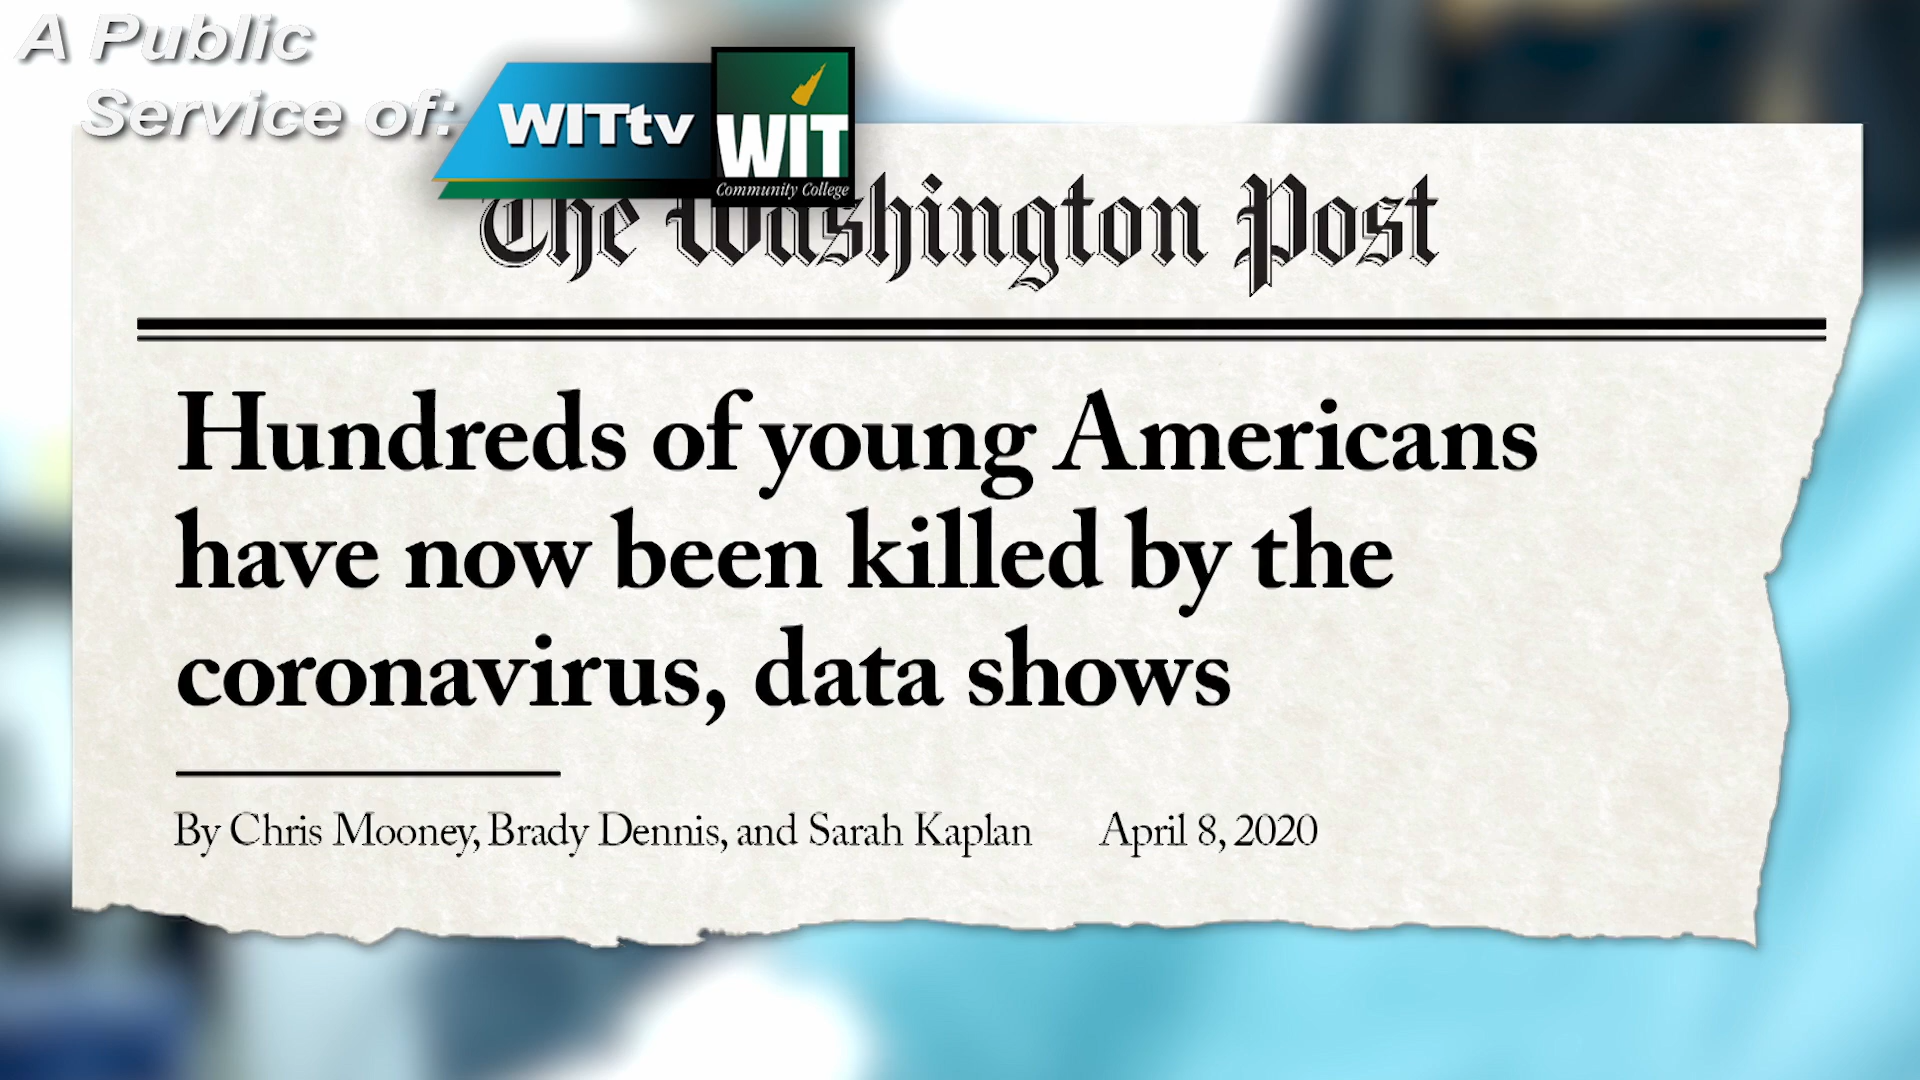 A Public
Service of:
WITtv
WIT
Community College
The Washington Post
Hundreds of young Americans
have now been killed by the
coronavirus, data shows
By Chris Mooney, Brady Dennis, and Sarah Kaplan April 8, 2020